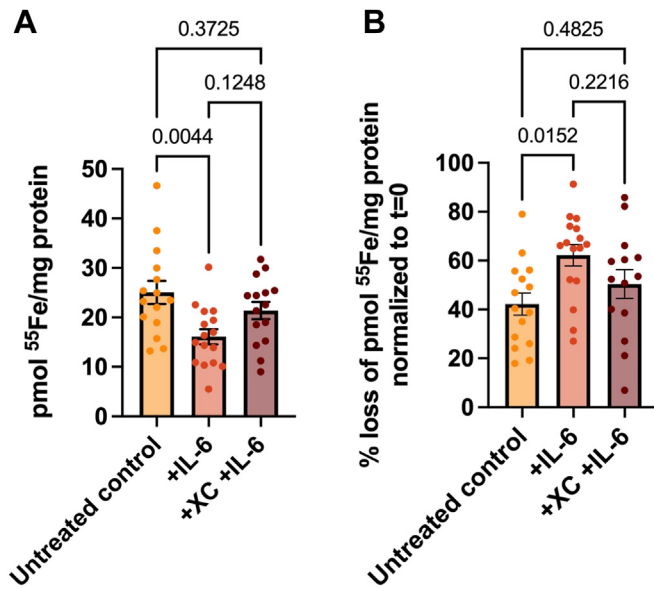 A
0.3725
0.1248
0.0044
pmol ⁵⁵Fe/mg protein
50
40
30
20
10
0
Untreated control
+IL-6
+XC +IL-6
B
0.4825
0.2216
0.0152
% loss of pmol ⁵⁵Fe/mg protein
normalized to t=0
100
80
60
40
20
0
Untreated control
+IL-6
+XC +IL-6